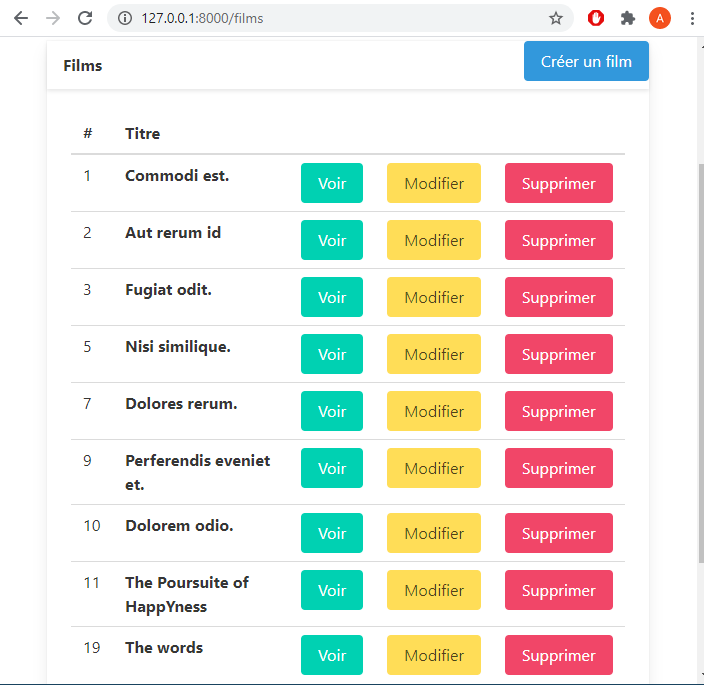 127.0.0.1:8000/films
A
Films
Créer un film
# Titre
1 Commodi est. Voir Modifier Supprimer
2 Aut rerum id Voir Modifier Supprimer
3 Fugiat odit. Voir Modifier Supprimer
5 Nisi similique. Voir Modifier Supprimer
7 Dolores rerum. Voir Modifier Supprimer
9 Perferendis eveniet Voir Modifier Supprimer
et.
10 Dolorem odio. Voir Modifier Supprimer
11 The Poursuite of Voir Modifier Supprimer
HappYness
19 The words Voir Modifier Supprimer